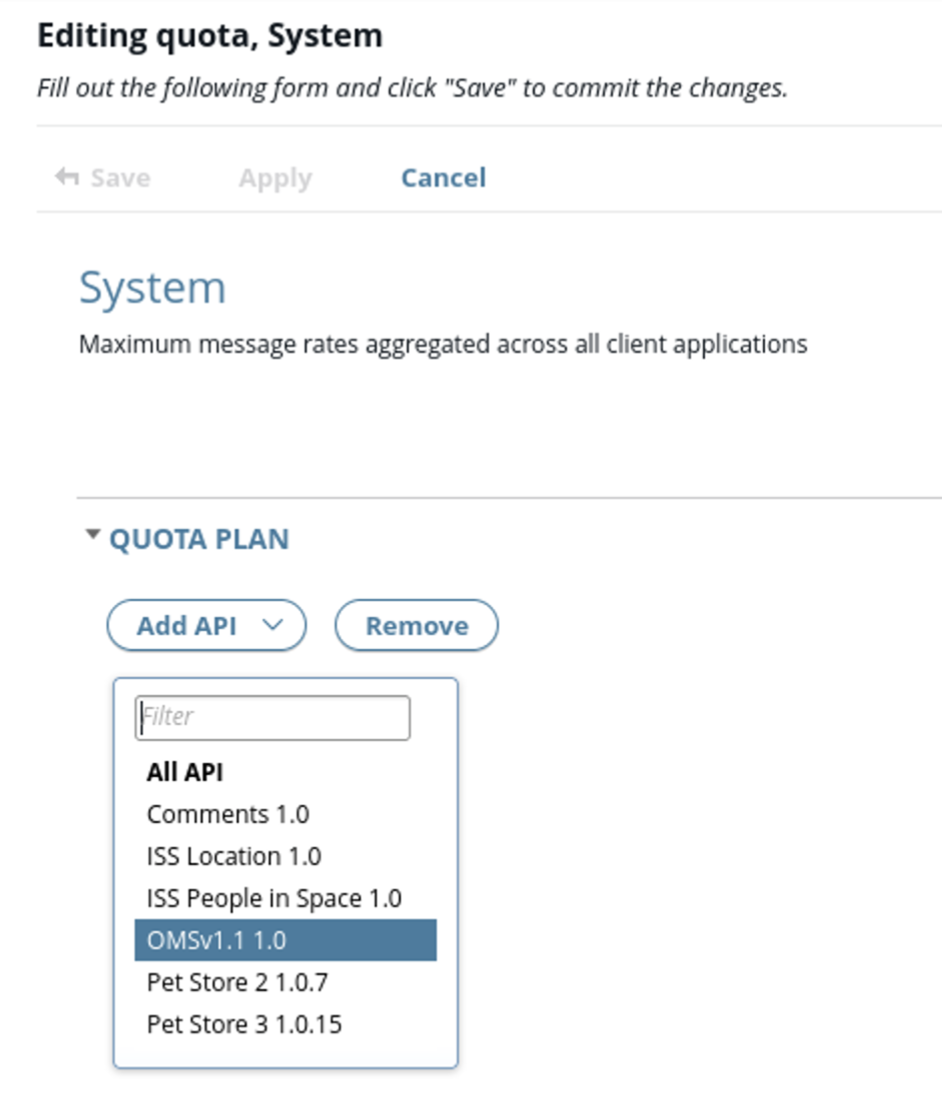 Editing quota, System
Fill out the following form and click "Save" to commit the changes.
Save Apply Cancel
System
Maximum message rates aggregated across all client applications
QUOTA PLAN
Add API Remove
Filter
All API
Comments 1.0
ISS Location 1.0
ISS People in Space 1.0
OMSv1.1 1.0
Pet Store 2 1.0.7
Pet Store 3 1.0.15